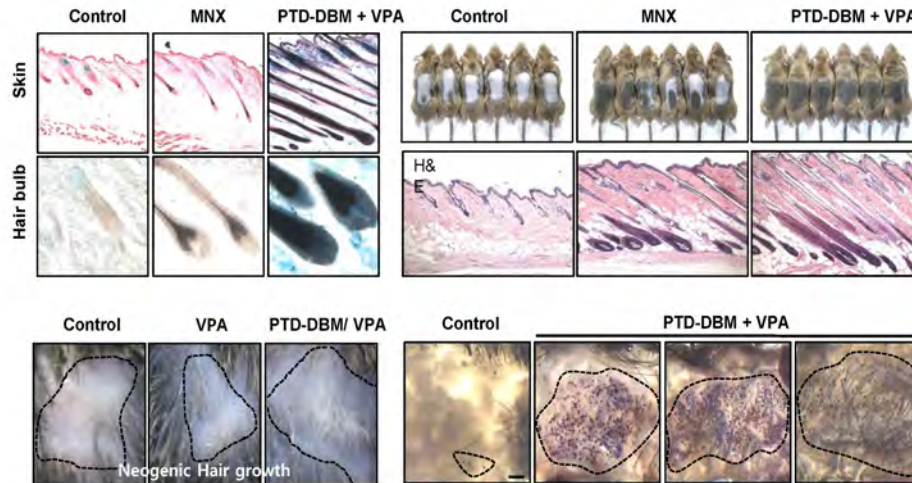 Control MNX PTD-DBM + VPA
Skin
Hair bulb
Control MNX PTD-DBM + VPA
H&
E
Control VPA PTD-DBM/ VPA
Neogenic Hair growth
Control PTD-DBM + VPA